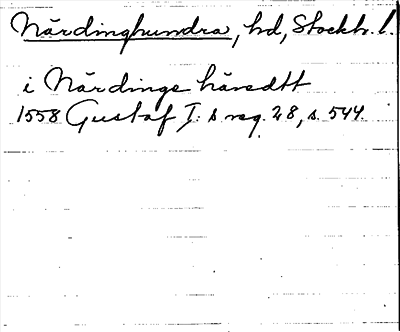 Närdinghundra, hd, Stockh. l.
i Närdinge häredtt
1558 Gustaf I:s reg. 28, s. 544.